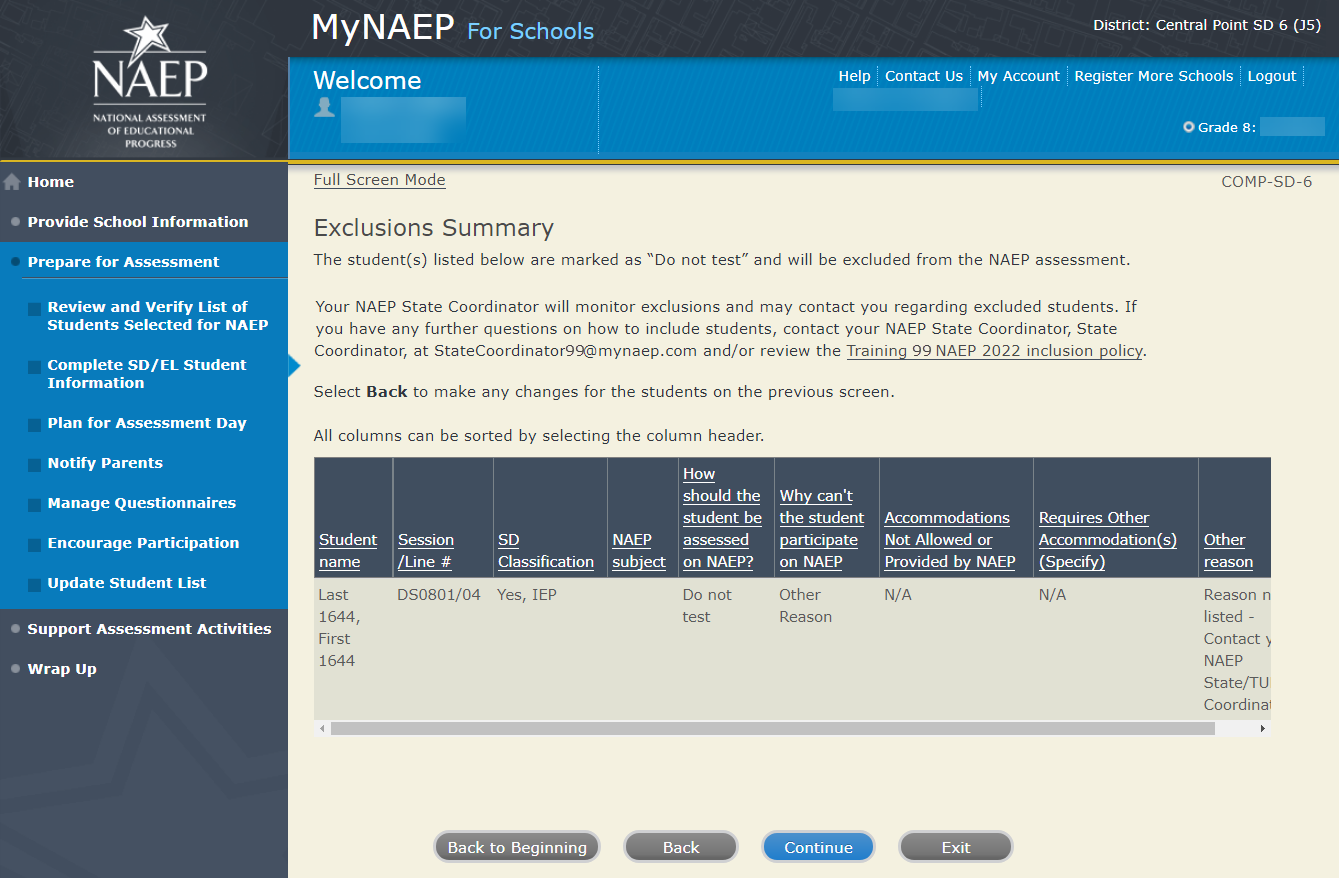 NAEP
NATIONAL ASSESSMENT
OF EDUCATIONAL
PROGRESS
MyNAEP For Schools
District: Central Point SD 6 (J5)
Welcome
Help Contact Us My Account Register More Schools Logout
Grade 8:
Home
Provide School Information
Prepare for Assessment
Review and Verify List of
Students Selected for NAEP
Complete SD/EL Student
Information
Plan for Assessment Day
Notify Parents
Manage Questionnaires
Encourage Participation
Update Student List
Support Assessment Activities
Wrap Up
Full Screen Mode
COMP-SD-6
Exclusions Summary
The student(s) listed below are marked as “Do not test” and will be excluded from the NAEP assessment.
Your NAEP State Coordinator will monitor exclusions and may contact you regarding excluded students. If
you have any further questions on how to include students, contact your NAEP State Coordinator, State
Coordinator, at StateCoordinator99@mynaep.com and/or review the Training 99 NAEP 2022 inclusion policy.
Select Back to make any changes for the students on the previous screen.
All columns can be sorted by selecting the column header.
Student
name
Session
/Line #
SD
Classification
NAEP
subject
How
should the
student be
assessed
on NAEP?
Why can't
the student
participate
on NAEP
Accommodations
Not Allowed or
Provided by NAEP
Requires Other
Accommodation(s)
(Specify)
Other
reason
Last
1644,
First
1644
DS0801/04
Yes, IEP
Do not
test
Other
Reason
N/A
N/A
Reason n
listed -
Contact y
NAEP
State/TU
Coordinat
Back to Beginning
Back
Continue
Exit